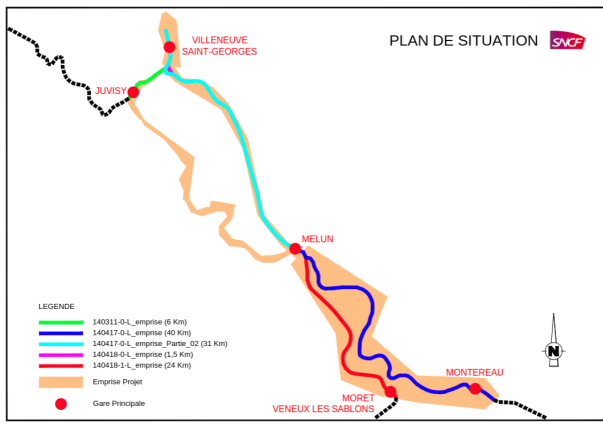 PLAN DE SITUATION
SNCF
VILLENEUVE
SAINT-GEORGES
JUVISY
MELUN
MONTEREAU
MORET
VENEUX LES SABLONS
N
LEGENDE
140311-0-L_emprise (6 Km)
140417-0-L_emprise (40 Km)
140417-0-L_emprise_Partie_02 (31 Km)
140418-0-L_emprise (1,5 Km)
140418-1-L_emprise (24 Km)
Emprise Projet
Gare Principale